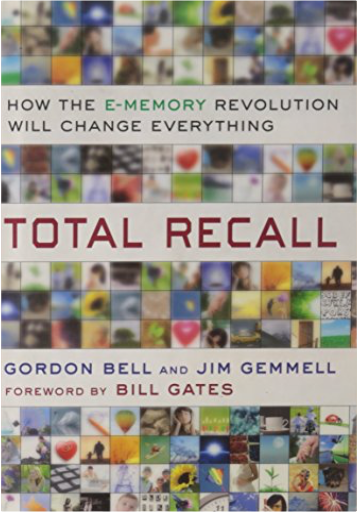 HOW THE E-MEMORY REVOLUTION
WILL CHANGE EVERYTHING
TOTAL RECALL
GORDON BELL AND JIM GEMMELL
FOREWORD BY BILL GATES